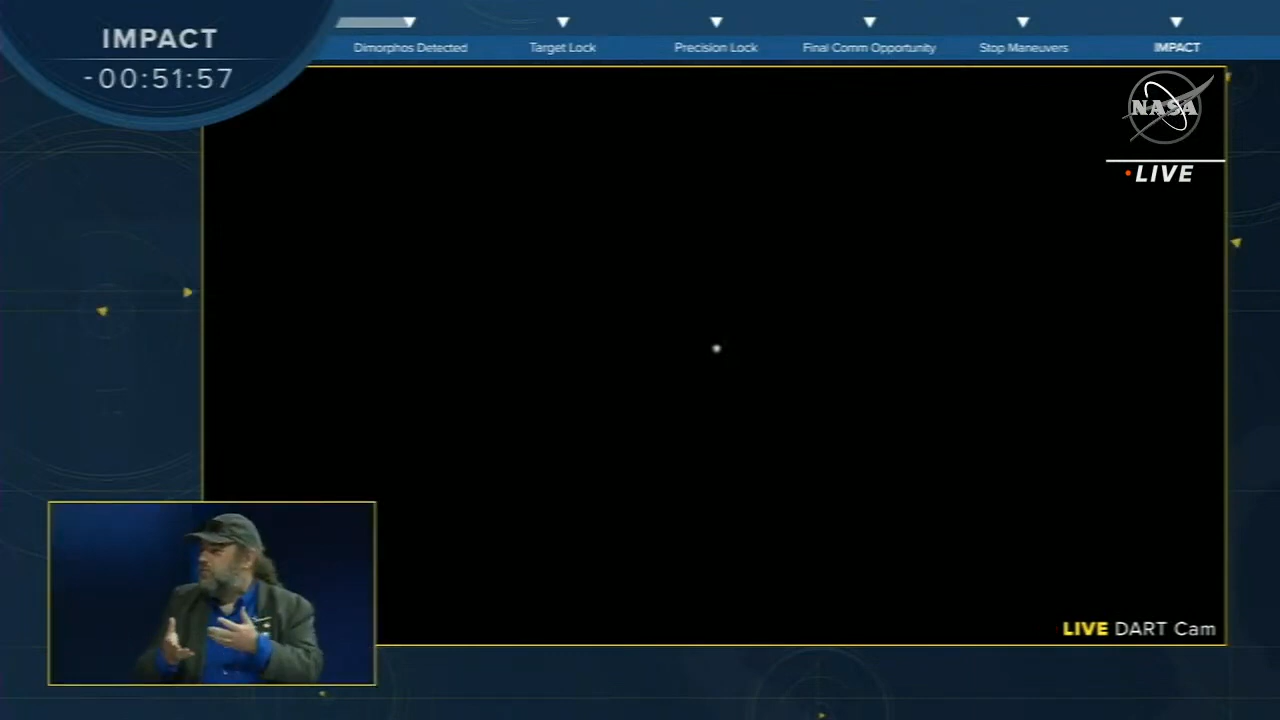 IMPACT
-00:51:57
Dimorphos Detected
Target Lock
Precision Lock
Final Comm Opportunity
Stop Maneuvers
IMPACT
NASA
LIVE
LIVE DART Cam